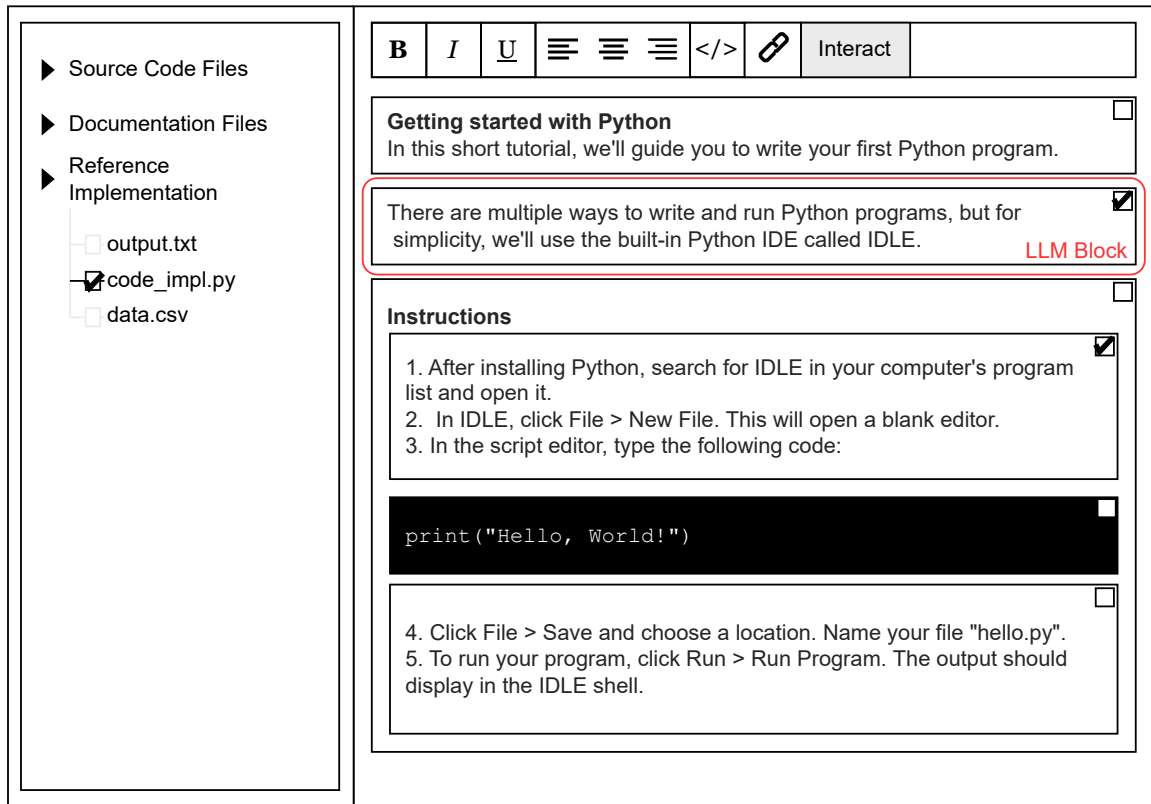 Source Code Files
Documentation Files
Reference
Implementation
output.txt
code_impl.py
data.csv
B I U </> Interact
Getting started with Python
In this short tutorial, we'll guide you to write your first Python program.
There are multiple ways to write and run Python programs, but for
simplicity, we'll use the built-in Python IDE called IDLE.
LLM Block
Instructions
1. After installing Python, search for IDLE in your computer's program
list and open it.
2. In IDLE, click File > New File. This will open a blank editor.
3. In the script editor, type the following code:
print("Hello, World!")
4. Click File > Save and choose a location. Name your file "hello.py".
5. To run your program, click Run > Run Program. The output should
display in the IDLE shell.